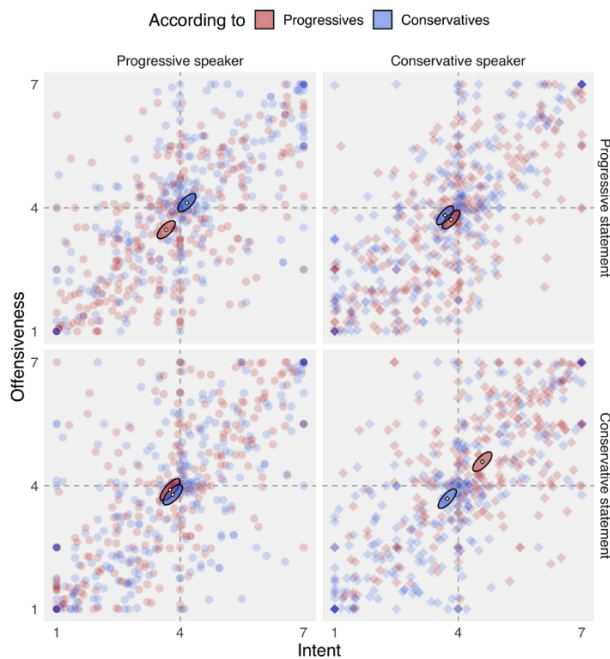 According to Progressives Conservatives
Progressive speaker Conservative speaker
7
4
1
Progressive statement
Offensiveness
7
4
1
Conservative statement
1 4 7 1 4 7
Intent